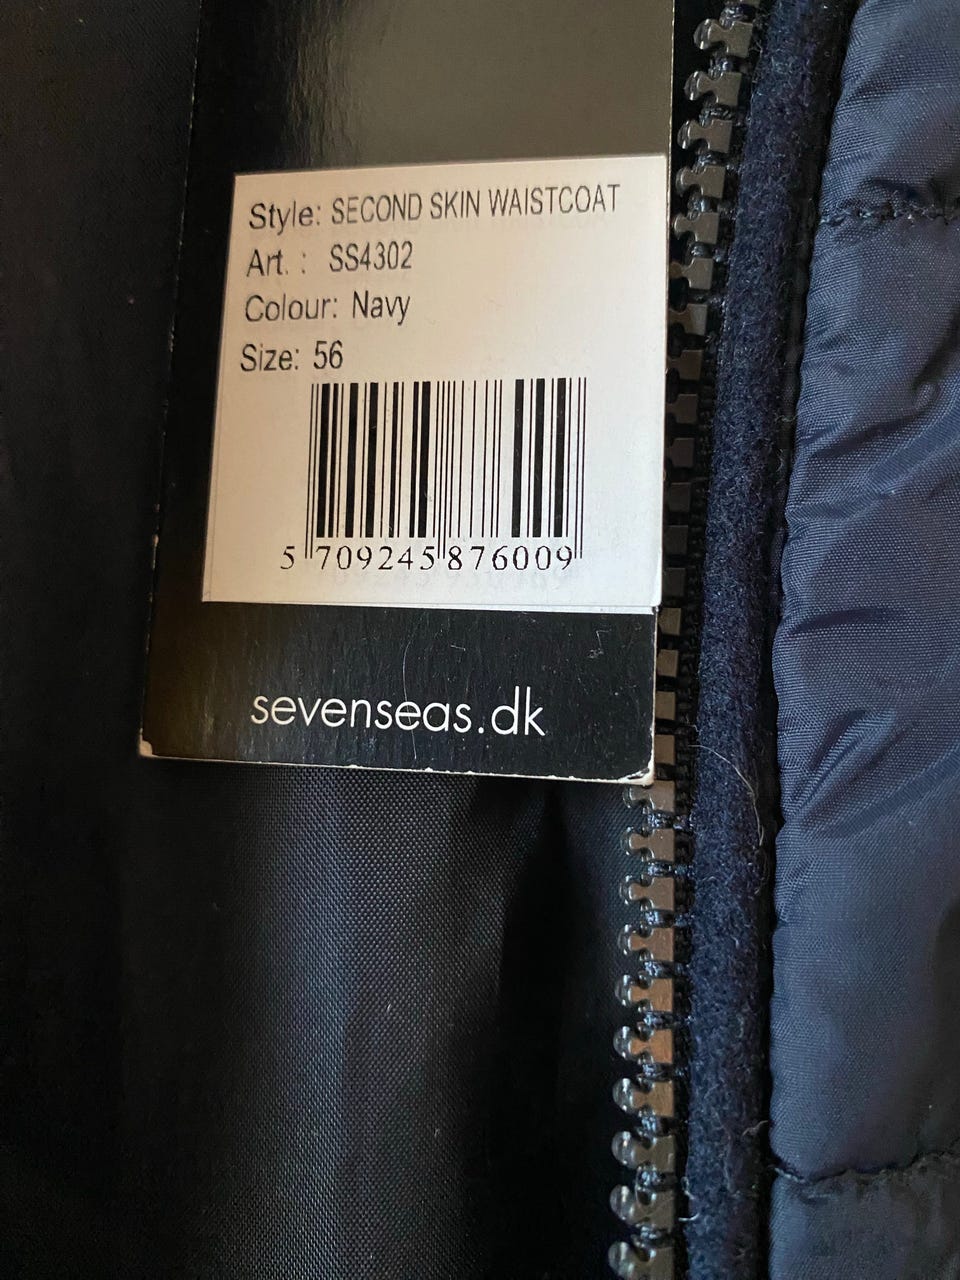 Style: SECOND SKIN WAISTCOAT
Art. : SS4302
Colour: Navy
Size: 56
5 709245 876009
sevenseas.dk